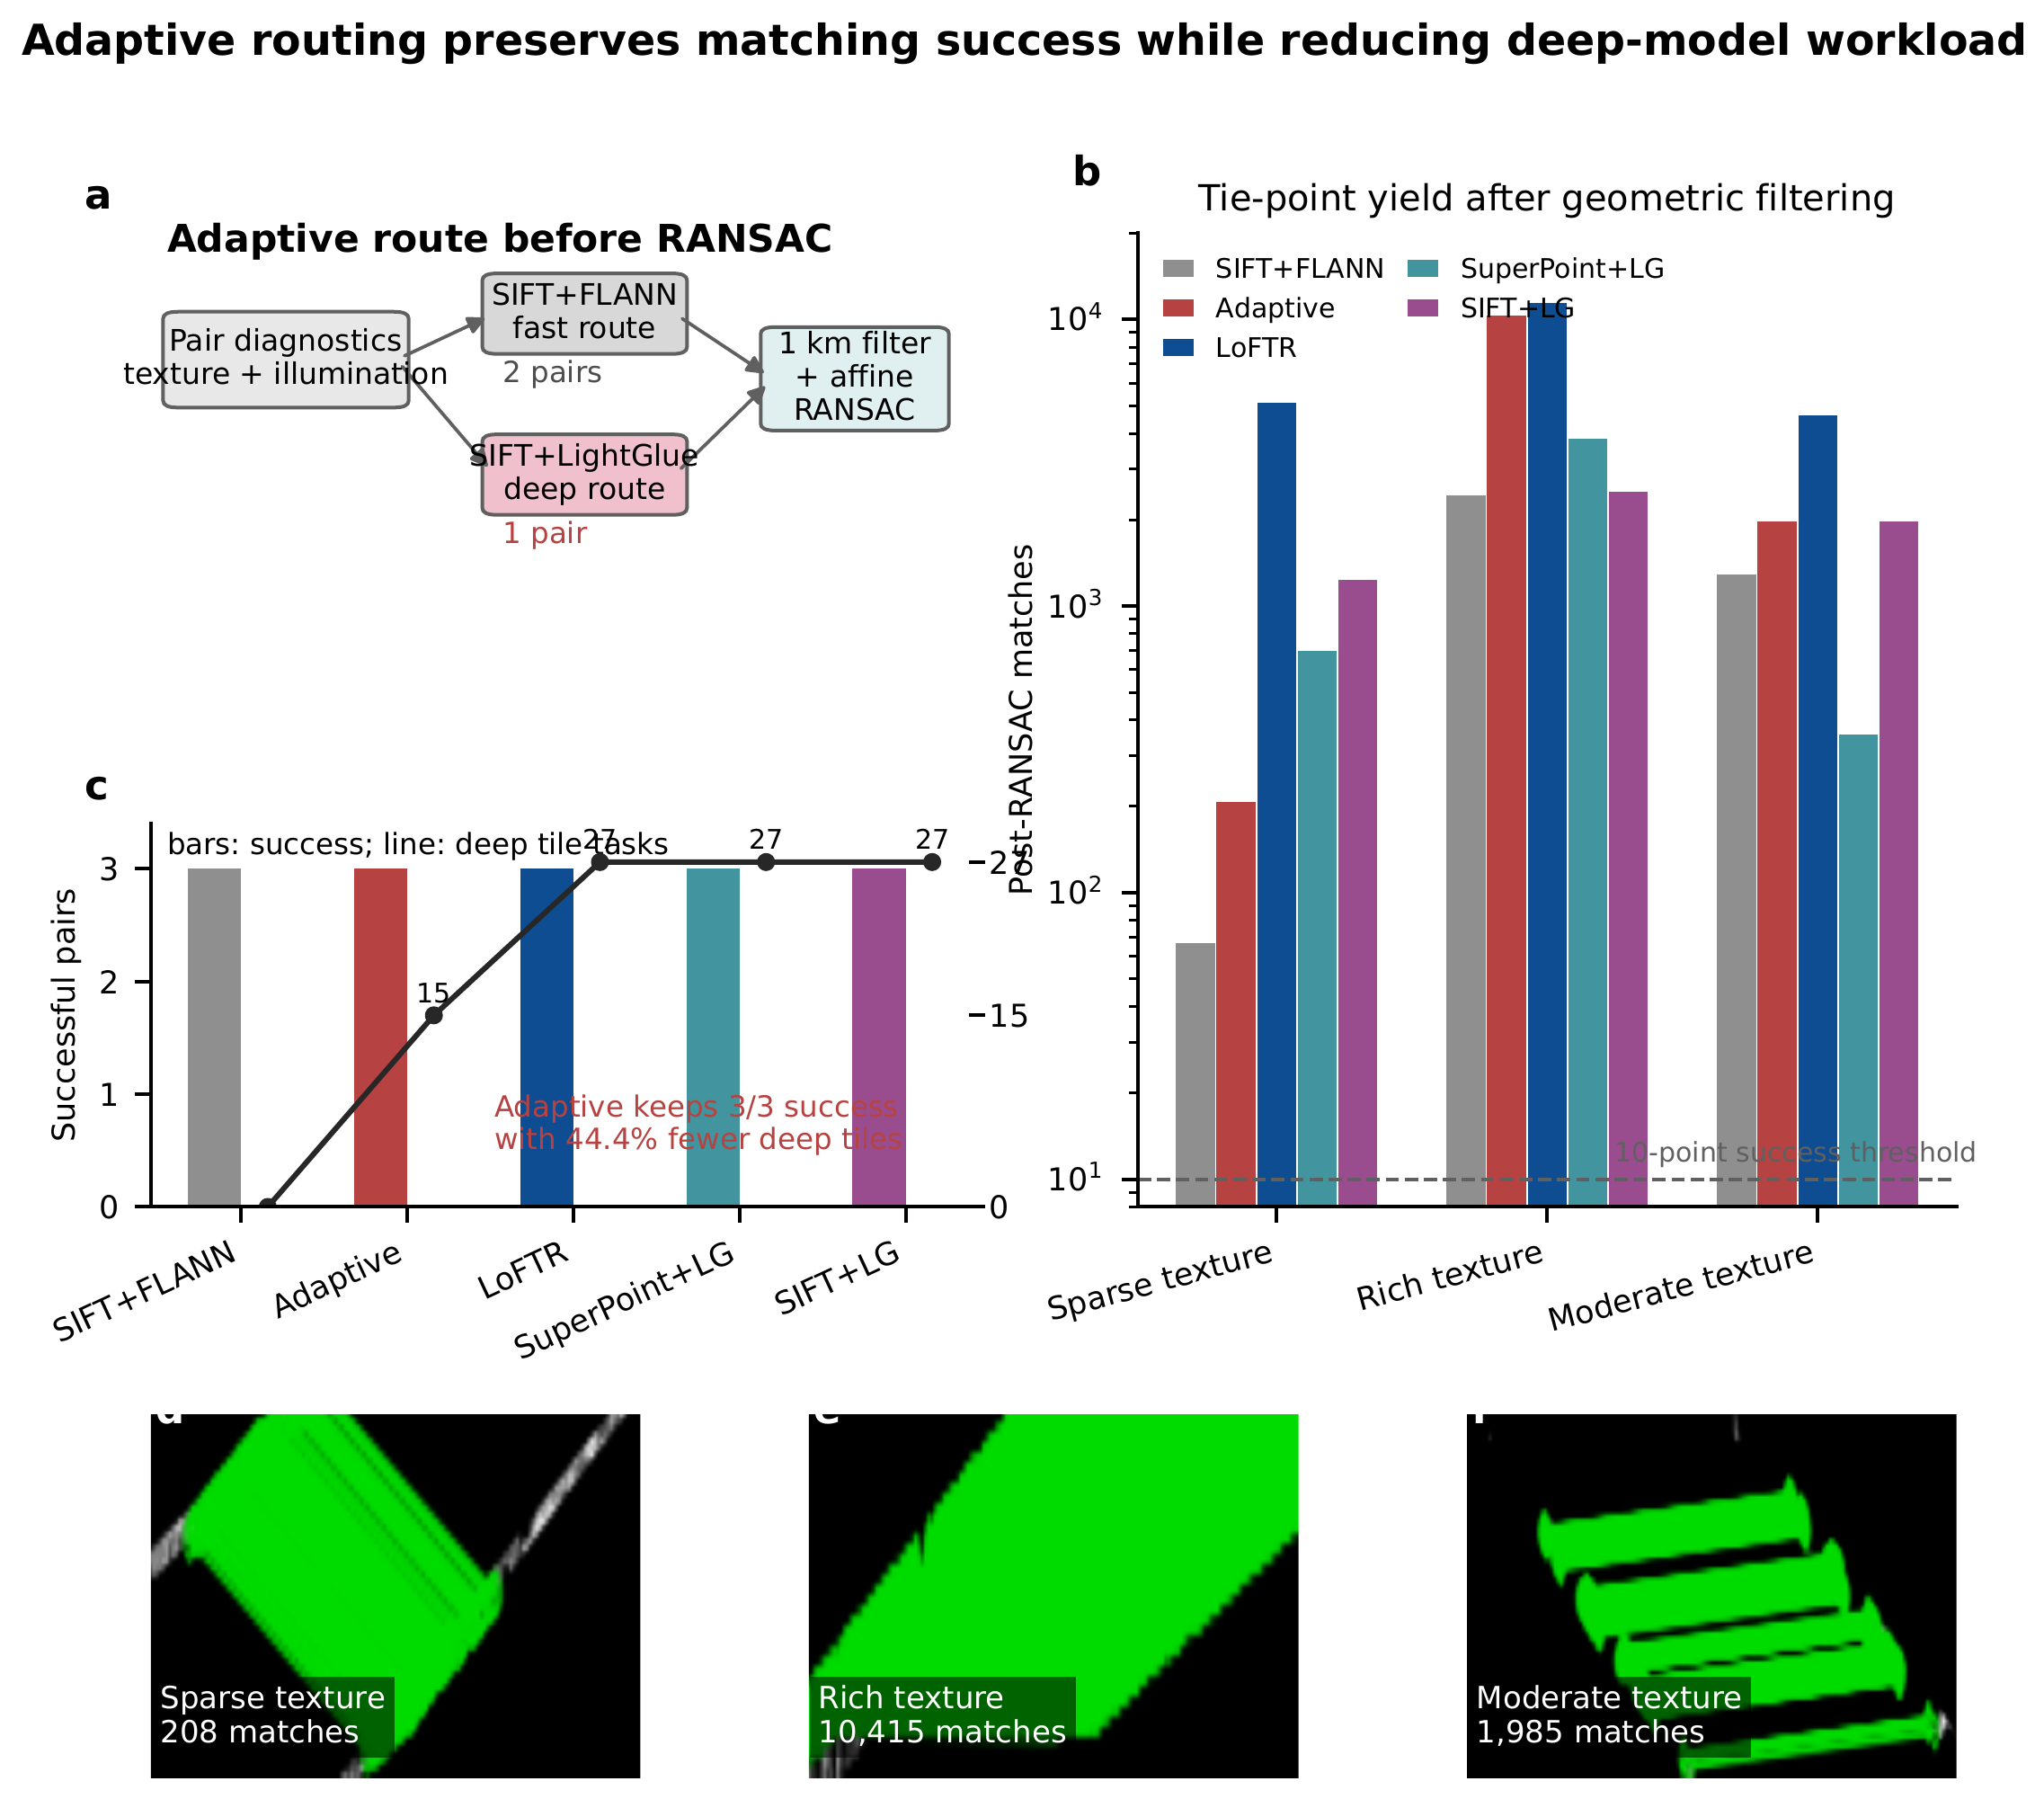 Adaptive routing preserves matching success while reducing deep-model workload
a
Adaptive route before RANSAC
Pair diagnostics
texture + illumination
SIFT+FLANN
fast route
2 pairs
SIFT+LightGlue
deep route
1 pair
1 km filter
+ affine
RANSAC
b
Tie-point yield after geometric filtering
SIFT+FLANN
Adaptive
LoFTR
SuperPoint+LG
SIFT+LG
Post-RANSAC matches
10⁴
10³
10²
10¹
10-point success threshold
Sparse texture
Rich texture
Moderate texture
c
bars: success; line: deep tile tasks
Successful pairs
3
2
1
0
15
27
27
27
27
15
0
Adaptive keeps 3/3 success
with 44.4% fewer deep tiles
SIFT+FLANN
Adaptive
LoFTR
SuperPoint+LG
SIFT+LG
d
Sparse texture
208 matches
e
Rich texture
10,415 matches
f
Moderate texture
1,985 matches